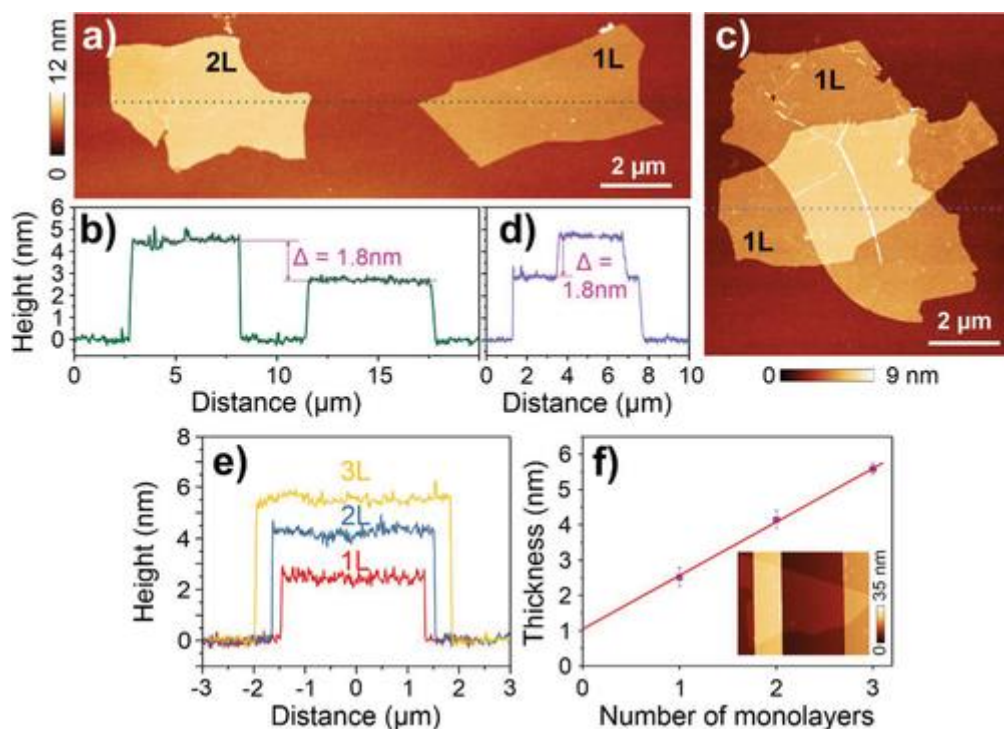 a)
2L
1L
2 µm
12 nm
0
c)
1L
1L
2 µm
0
9 nm
b)
Δ = 1.8nm
Height (nm)
6
5
4
3
2
1
0
0
5
10
15
Distance (µm)
d)
Δ =
1.8nm
0
2
4
6
8
10
Distance (µm)
e)
3L
2L
1L
Height (nm)
8
6
4
2
0
-3
-2
-1
0
1
2
3
Distance (µm)
f)
Thickness (nm)
6
5
4
3
2
1
0
0
1
2
3
Number of monolayers
35 nm
0